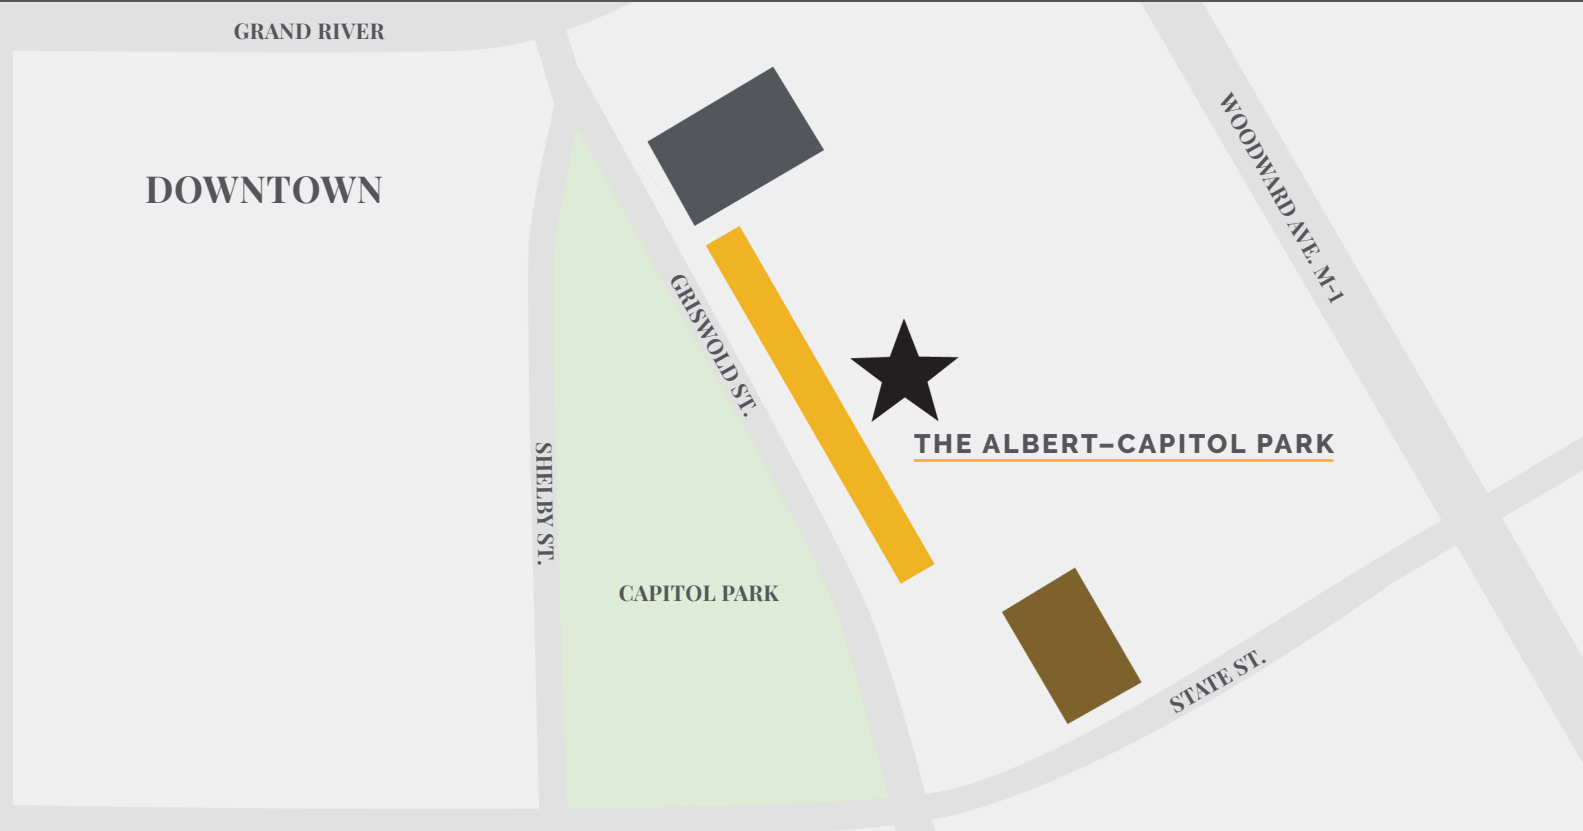 GRAND RIVER
DOWNTOWN
WOODWARD AVE. M-1
GRISWOLD ST.
THE ALBERT–CAPITOL PARK
SHELBY ST.
CAPITOL PARK
STATE ST.